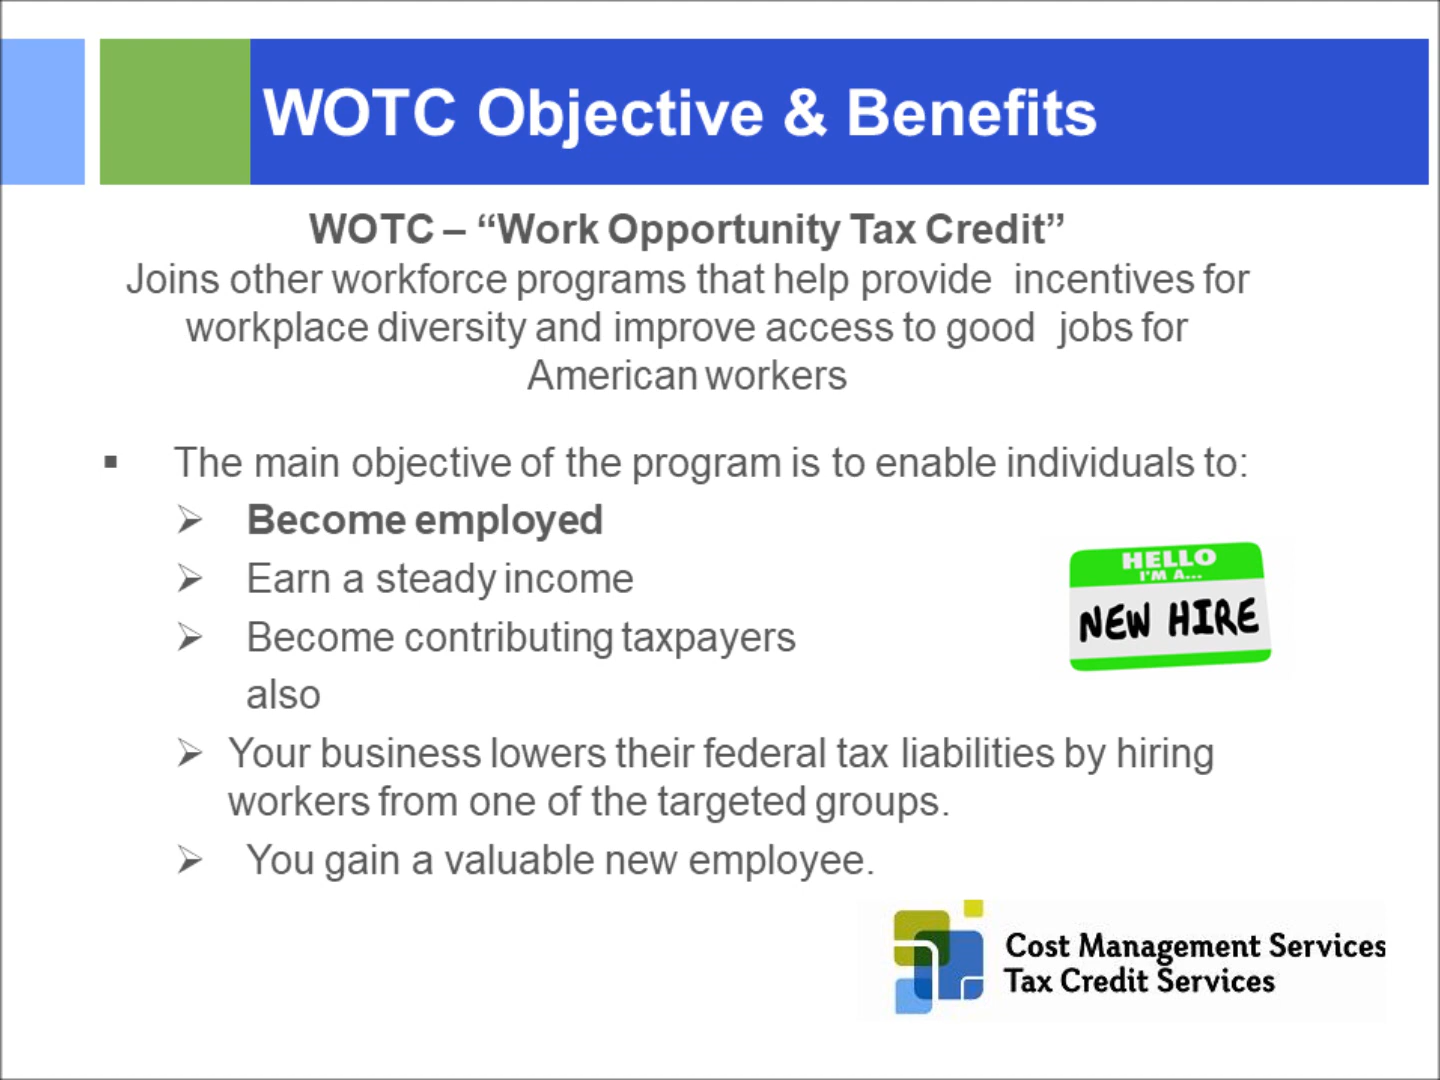 WOTC Objective & Benefits
WOTC – “Work Opportunity Tax Credit”
Joins other workforce programs that help provide incentives for
workplace diversity and improve access to good jobs for
American workers
▪ The main objective of the program is to enable individuals to:
➢ Become employed
➢ Earn a steady income
➢ Become contributing taxpayers
also
➢ Your business lowers their federal tax liabilities by hiring
workers from one of the targeted groups.
➢ You gain a valuable new employee.
HELLO
I'M A...
NEW HIRE
Cost Management Services
Tax Credit Services